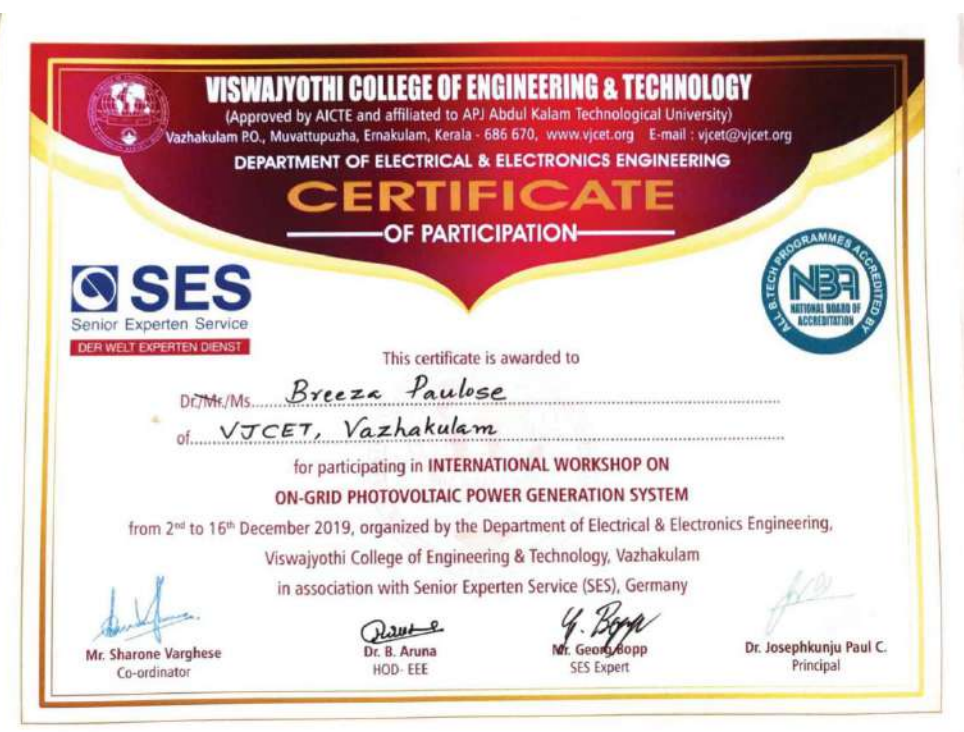 VISWAJYOTHI COLLEGE OF ENGINEERING & TECHNOLOGY
(Approved by AICTE and affiliated to APJ Abdul Kalam Technological University)
Vazhakulam P.O., Muvattupuzha, Ernakulam, Kerala - 686 670, www.vjcet.org E-mail : vjcet@vjcet.org
DEPARTMENT OF ELECTRICAL & ELECTRONICS ENGINEERING
CERTIFICATE
OF PARTICIPATION
SES
Senior Experten Service
DER WELT EXPERTEN DIENST
ALL B.TECH PROGRAMMES ACCREDITED BY
NBA
NATIONAL BOARD OF
ACCREDITATION
This certificate is awarded to
Dr./Mr./Ms. Breeza Paulose
of VJCET, Vazhakulam
for participating in INTERNATIONAL WORKSHOP ON
ON-GRID PHOTOVOLTAIC POWER GENERATION SYSTEM
from 2nd to 16th December 2019, organized by the Department of Electrical & Electronics Engineering,
Viswajyothi College of Engineering & Technology, Vazhakulam
in association with Senior Experten Service (SES), Germany
G. Bopp
Mr. Sharone Varghese
Co-ordinator
Dr. B. Aruna
HOD- EEE
Mr. Georg Bopp
SES Expert
Dr. Josephkunju Paul C.
Principal